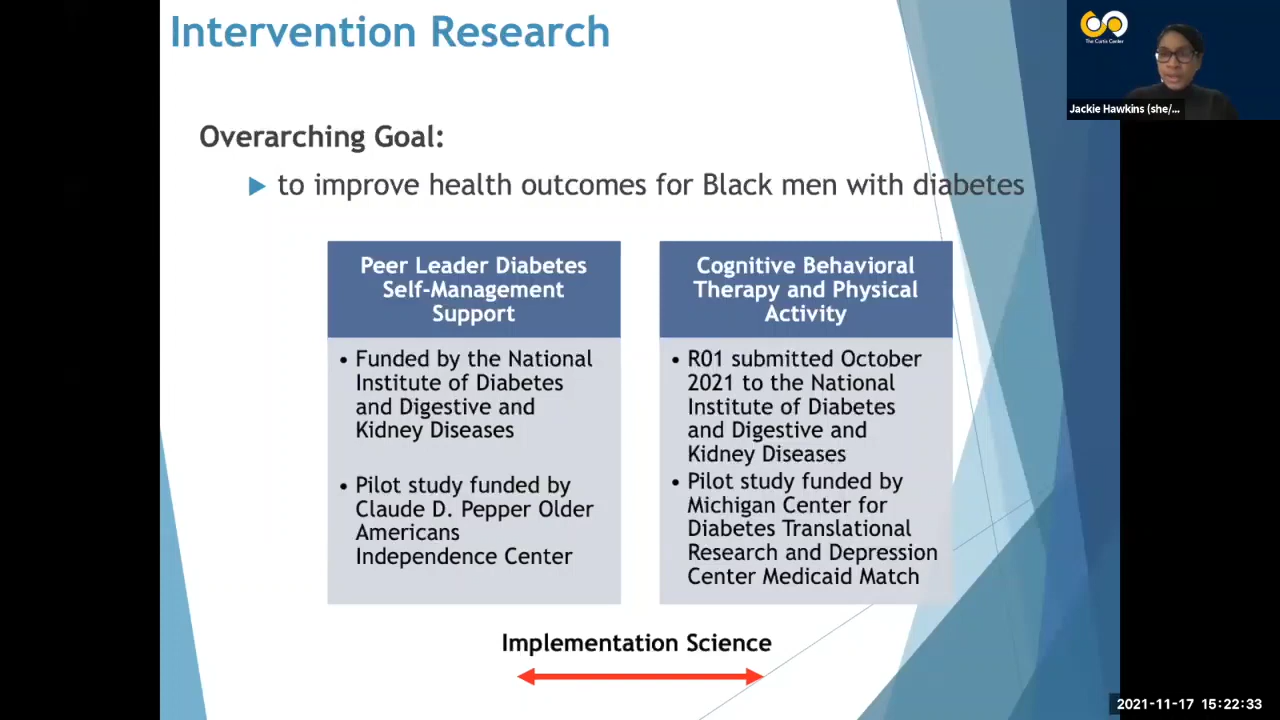 Intervention Research
The Curtis Center
Jackie Hawkins (she/...
Overarching Goal:
to improve health outcomes for Black men with diabetes
Peer Leader Diabetes
Self-Management
Support
• Funded by the National
Institute of Diabetes
and Digestive and
Kidney Diseases
• Pilot study funded by
Claude D. Pepper Older
Americans
Independence Center
Cognitive Behavioral
Therapy and Physical
Activity
• R01 submitted October
2021 to the National
Institute of Diabetes
and Digestive and
Kidney Diseases
• Pilot study funded by
Michigan Center for
Diabetes Translational
Research and Depression
Center Medicaid Match
Implementation Science
2021-11-17 15:22:33